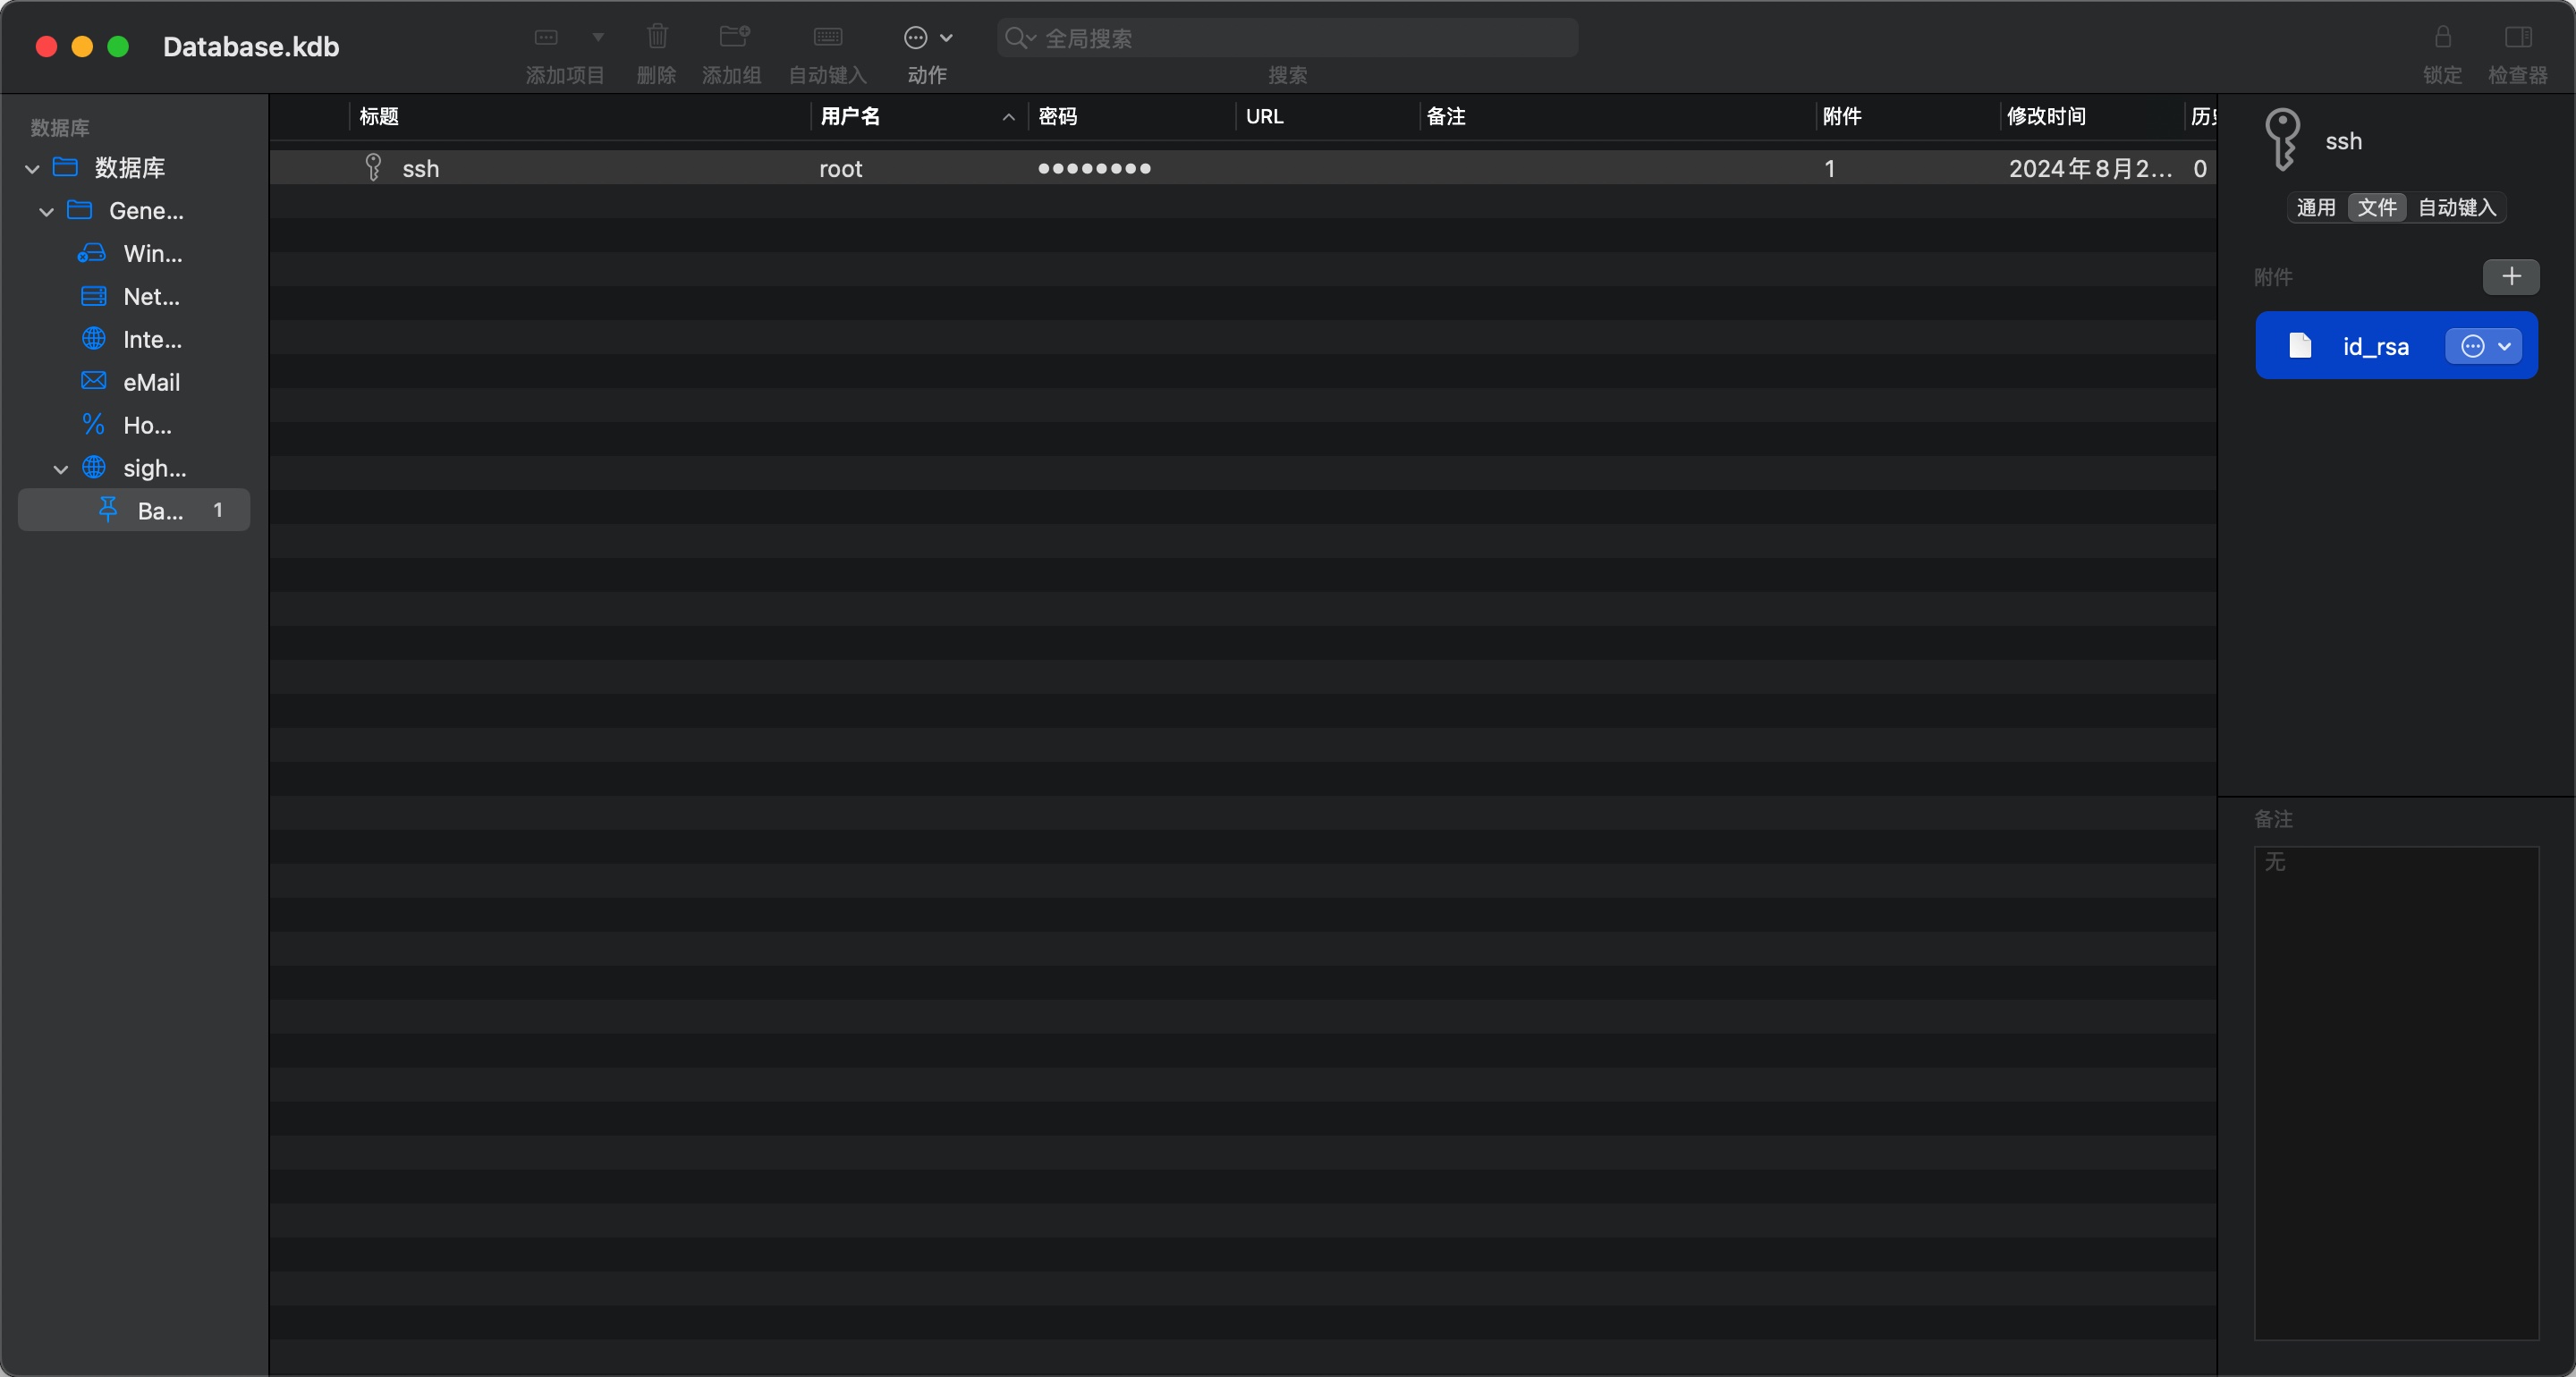 Database.kdb
添加项目
删除
添加组
自动键入
动作
全局搜索
搜索
锁定
检查器
数据库
数据库
Gene...
Win...
Net...
Inte...
eMail
Ho...
sigh...
Ba... 1
标题 用户名 密码 URL 备注 附件 修改时间
ssh root ●●●●●●●● 1 2024年8月2... 0
ssh
通用 文件 自动键入
附件
id_rsa
备注
无